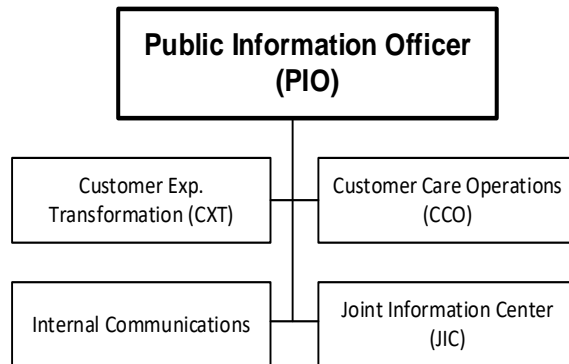 Public Information Officer
(PIO)
Customer Exp.
Transformation (CXT)
Customer Care Operations
(CCO)
Internal Communications
Joint Information Center
(JIC)